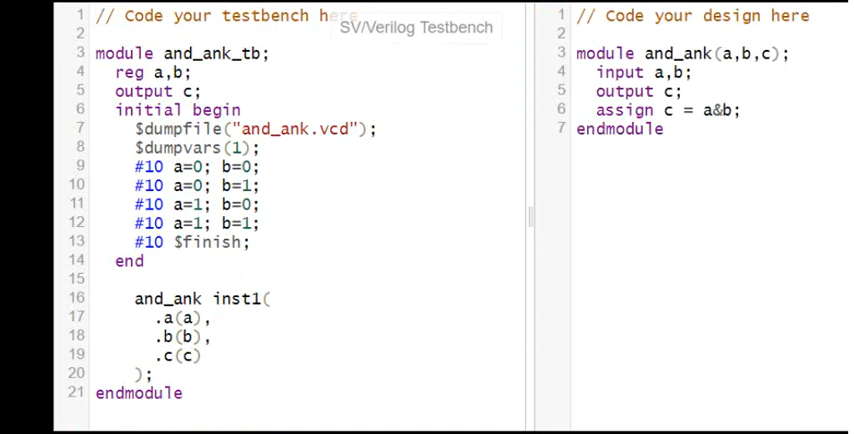 // Code your testbench here
SV/Verilog Testbench
1
2
3 module and_ank_tb;
4 reg a,b;
5 output c;
6 initial begin
7 $dumpfile("and_ank.vcd");
8 $dumpvars(1);
9 #10 a=0; b=0;
10 #10 a=0; b=1;
11 #10 a=1; b=0;
12 #10 a=1; b=1;
13 #10 $finish;
14 end
15
16 and_ank inst1(
17 .a(a),
18 .b(b),
19 .c(c)
20 );
21 endmodule
1 // Code your design here
2
3 module and_ank(a,b,c);
4 input a,b;
5 output c;
6 assign c = a&b;
7 endmodule